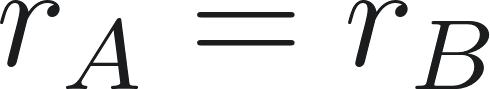 r_A = r_B